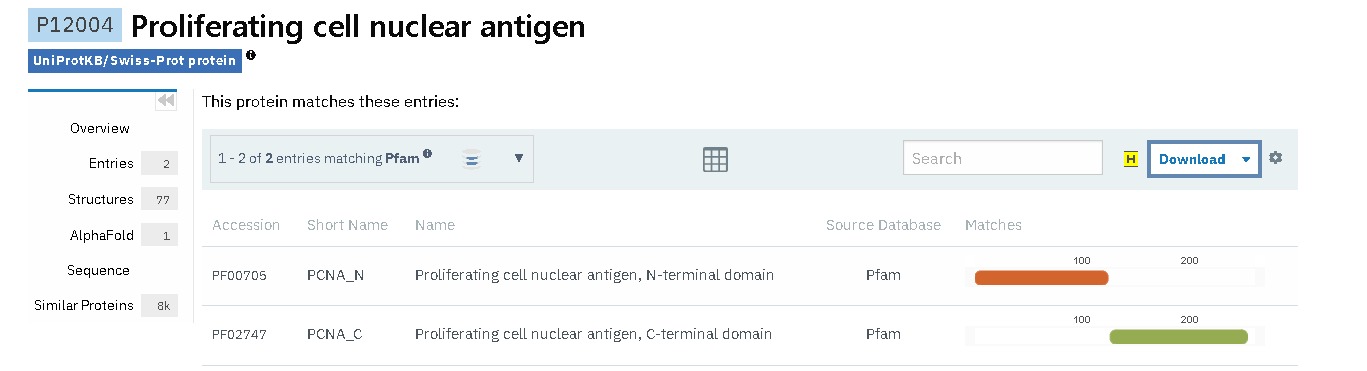 P12004 Proliferating cell nuclear antigen
UniProtKB/Swiss-Prot protein
This protein matches these entries:
Overview
Entries 2
Structures 77
AlphaFold 1
Sequence
Similar Proteins 8k
1 - 2 of 2 entries matching Pfam
Search
H
Download
Accession Short Name Name Source Database Matches
100 200
PF00705 PCNA_N Proliferating cell nuclear antigen, N-terminal domain Pfam
100 200
PF02747 PCNA_C Proliferating cell nuclear antigen, C-terminal domain Pfam